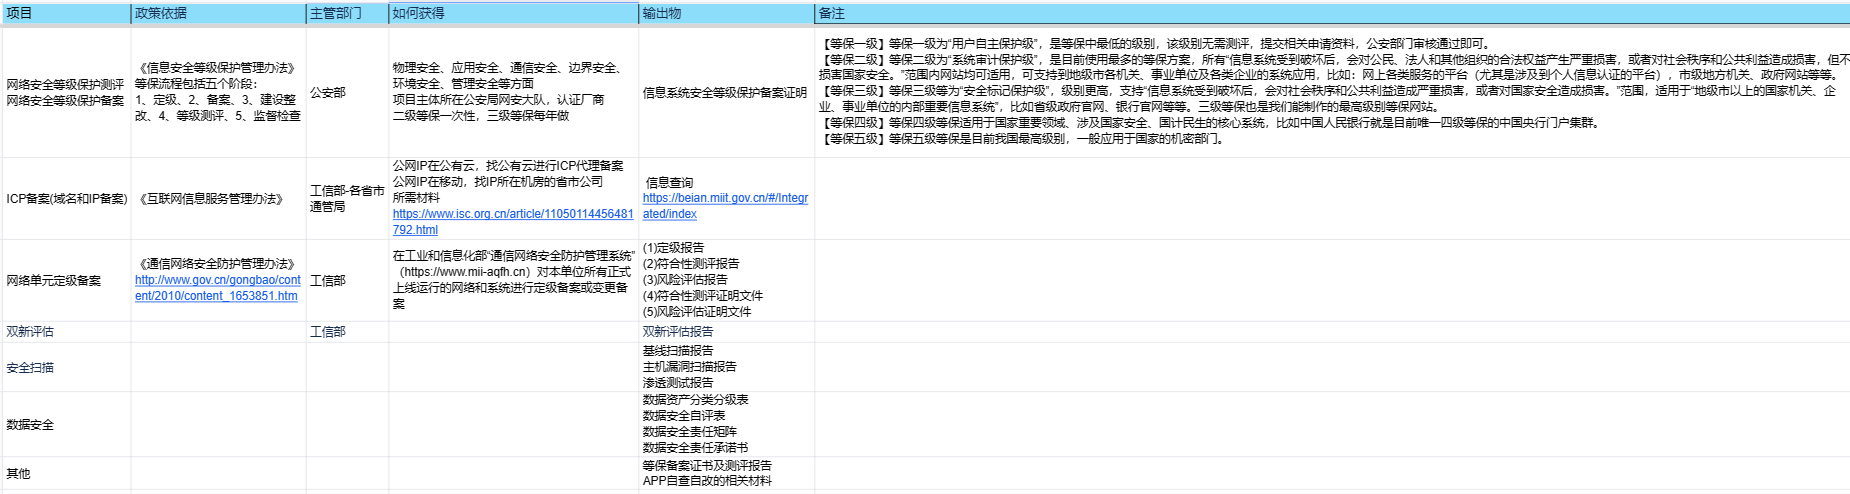 项目
政策依据
主管部门
如何获得
输出物
备注
网络安全等级保护测评
网络安全等级保护备案
《信息安全等级保护管理办法》
等保流程包括五个阶段：
1、定级、2、备案、3、建设整
改、4、等级测评、5、监督检查
公安部
物理安全、应用安全、通信安全、边界安全、
环境安全、管理安全等方面
项目主体所在公安局网安大队，认证厂商
二级等保一次性，三级等保每年做
信息系统安全等级保护备案证明
【等保一级】等保一级为“用户自主保护级”，是等保中最低的级别，该级别无需测评，提交相关申请资料，公安部门审核通过即可。
【等保二级】等保二级为“系统审计保护级”，是目前使用最多的等保方案，所有“信息系统受到破坏后，会对公民、法人和其他组织的合法权益产生严重损害，或者对社会秩序和公共利益造成损害，但不
损害国家安全。”范围内网站均可适用，可支持到地级市各机关、事业单位及各类企业的系统应用，比如：网上各类服务的平台（尤其是涉及到个人信息认证的平台），市级地方机关、政府网站等等。
【等保三级】等保三级等为“安全标记保护级”，级别更高，支持“信息系统受到破坏后，会对社会秩序和公共利益造成严重损害，或者对国家安全造成损害。”范围，适用于“地级市以上的国家机关、企
业、事业单位的内部重要信息系统”，比如省级政府官网、银行官网等等。三级等保也是我们能制作的最高级别等保网站。
【等保四级】等保四级等保适用于国家重要领域、涉及国家安全、国计民生的核心系统，比如中国人民银行就是目前唯一四级等保的中国央行门户集群。
【等保五级】等保五级等保是目前我国最高级别，一般应用于国家的机密部门。
ICP备案(域名和IP备案)
《互联网信息服务管理办法》
工信部-各省市
通管局
公网IP在公有云，找公有云进行ICP代理备案
公网IP在移动，找IP所在机房的省市公司
所需材料
https://www.isc.org.cn/article/11050114456481
792.html
信息查询
https://beian.miit.gov.cn/#/Integr
ated/index
网络单元定级备案
《通信网络安全防护管理办法》
http://www.gov.cn/gongbao/cont
ent/2010/content_1653851.htm
工信部
在工业和信息化部“通信网络安全防护管理系统”
（https://www.mii-aqfh.cn）对本单位所有正式
上线运行的网络和系统进行定级备案或变更备
案
(1)定级报告
(2)符合性测评报告
(3)风险评估报告
(4)符合性测评证明文件
(5)风险评估证明文件
双新评估
工信部
双新评估报告
安全扫描
基线扫描报告
主机漏洞扫描报告
渗透测试报告
数据安全
数据资产分类分级表
数据安全自评表
数据安全责任矩阵
数据安全责任承诺书
其他
等保备案证书及测评报告
APP自查自改的相关材料